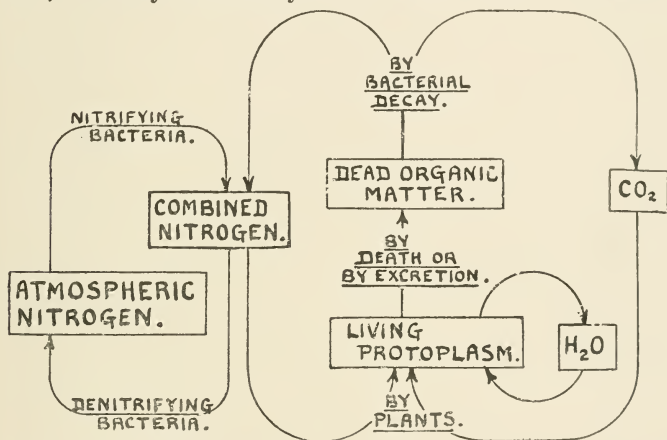 BY
BACTERIAL
DECAY.
NITRIFYING
BACTERIA.
DEAD ORGANIC
MATTER.
CO₂
COMBINED
NITROGEN.
BY
DEATH OR
BY EXCRETION.
ATMOSPHERIC
NITROGEN.
LIVING
PROTOPLASM.
H₂O
DENITRIFYING
BACTERIA.
BY
PLANTS.